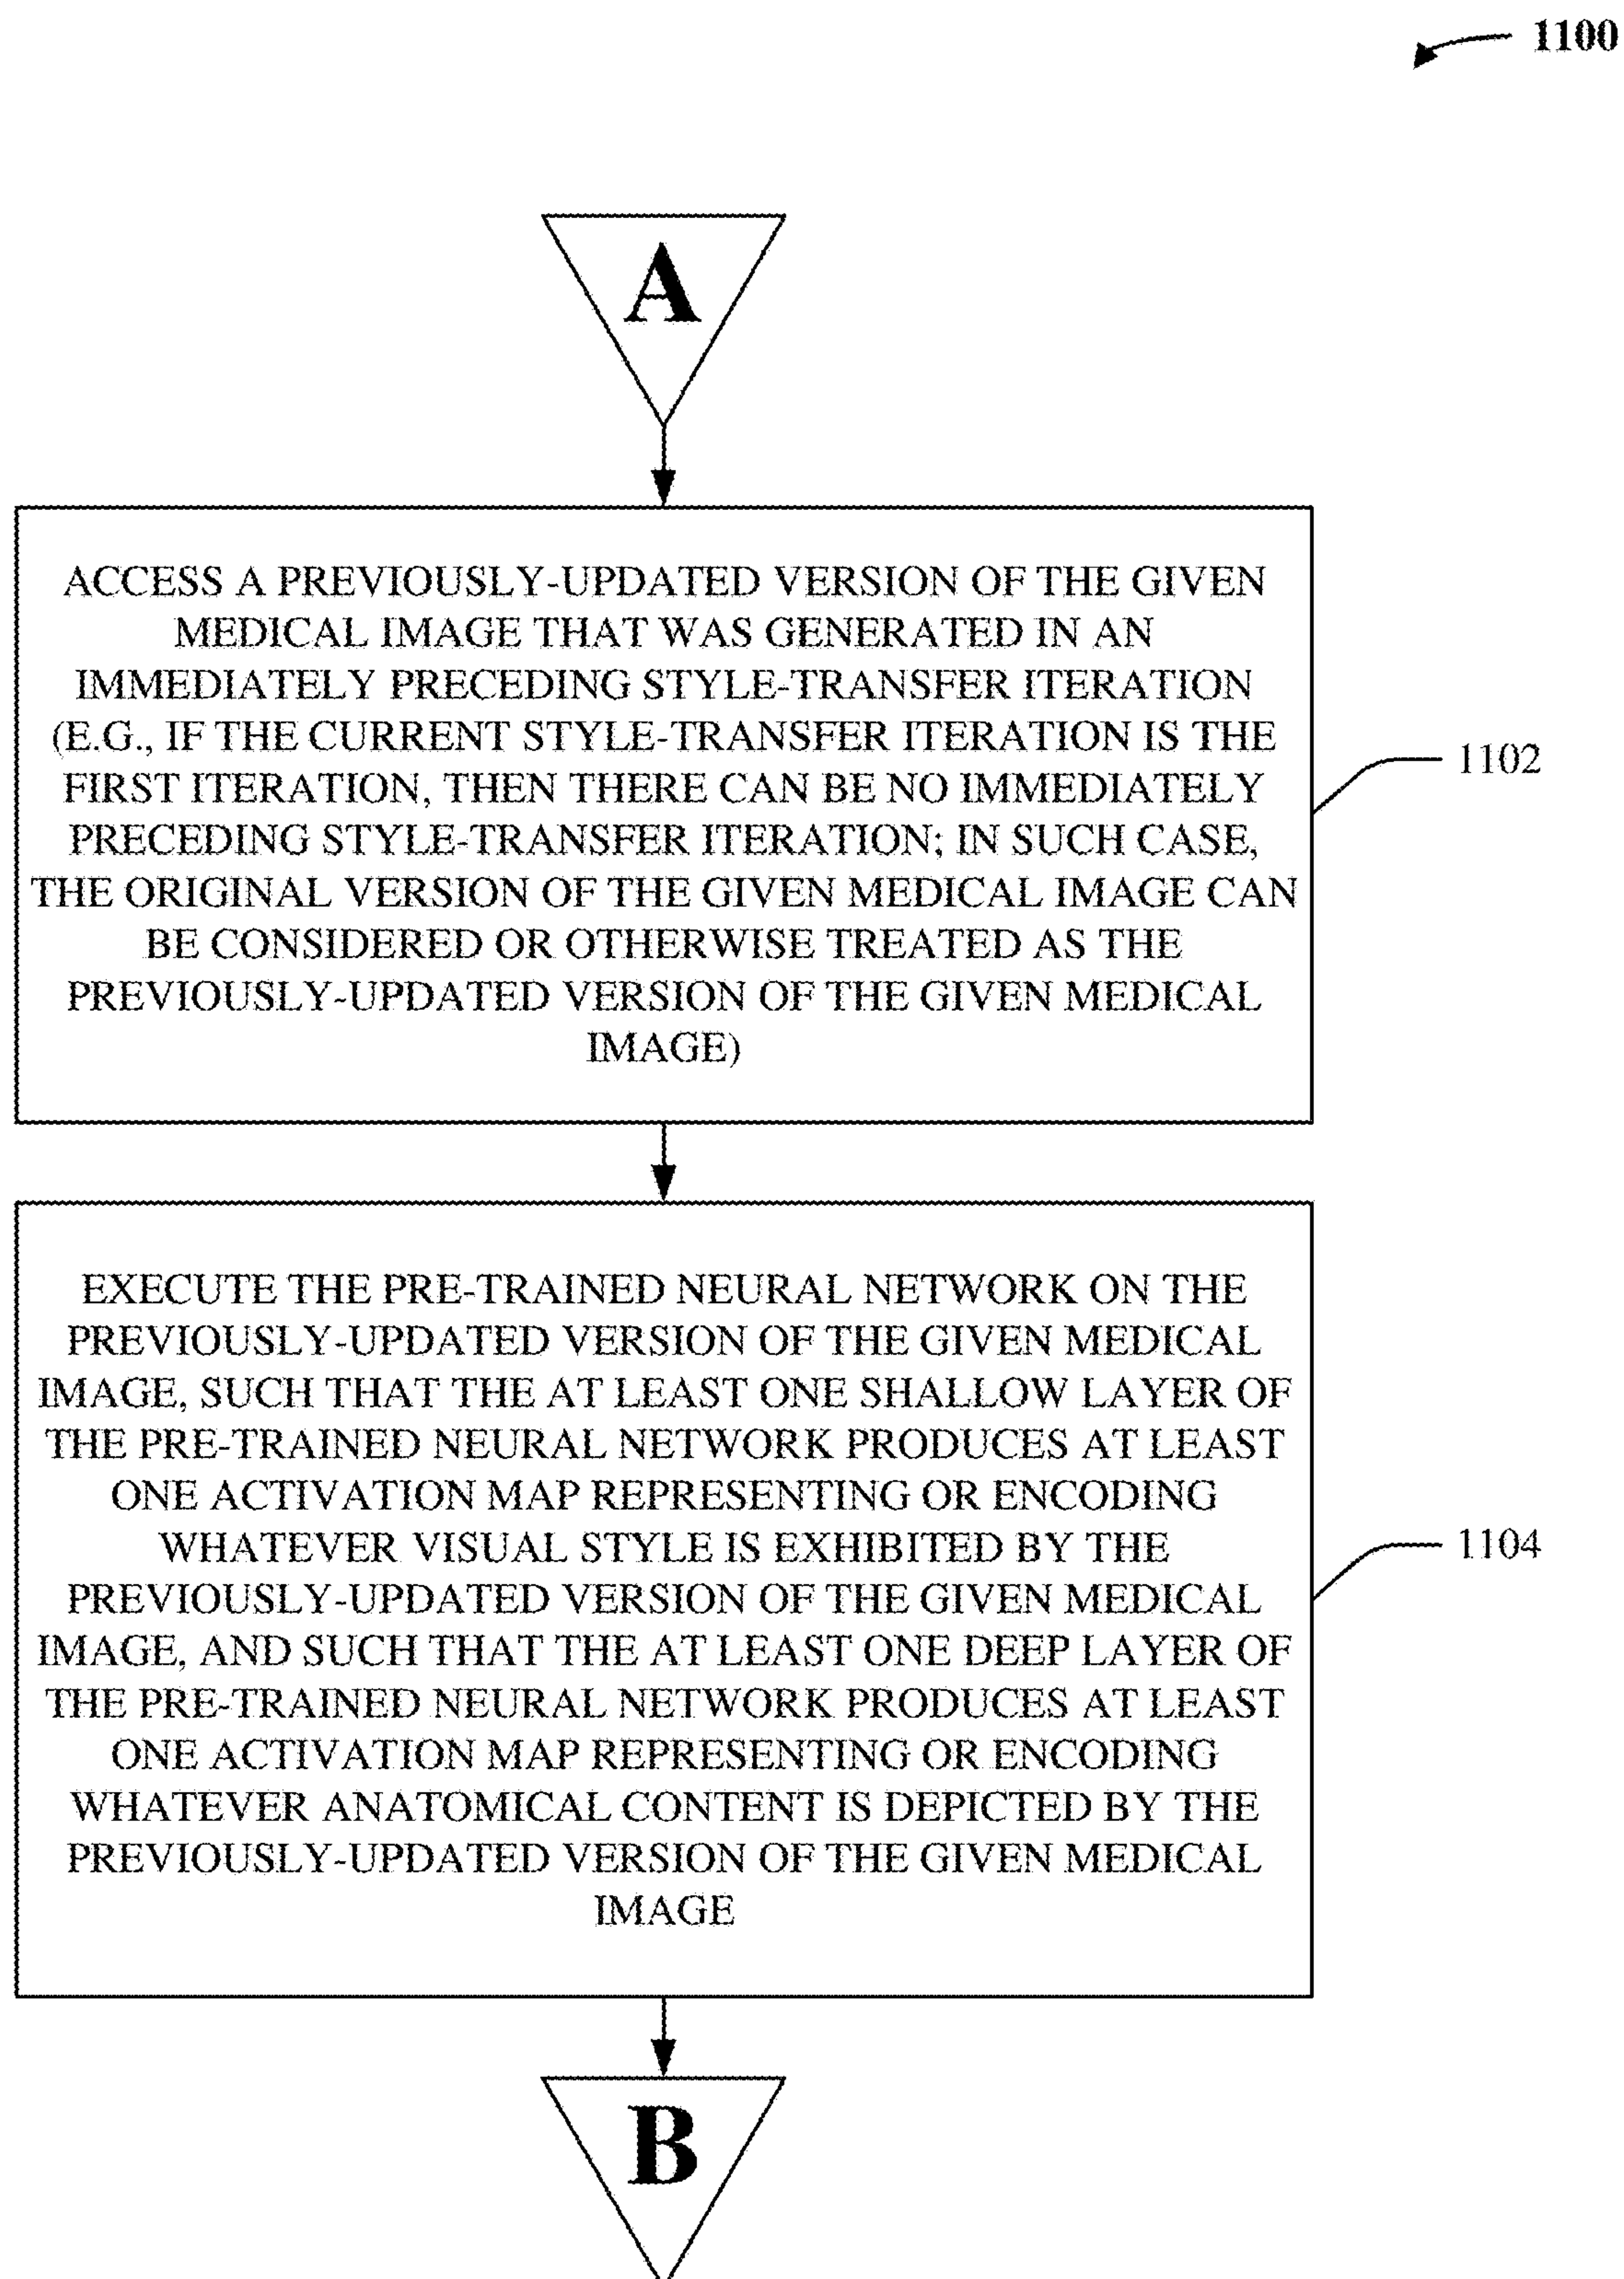 1100
A
ACCESS A PREVIOUSLY-UPDATED VERSION OF THE GIVEN
MEDICAL IMAGE THAT WAS GENERATED IN AN
IMMEDIATELY PRECEDING STYLE-TRANSFER ITERATION
(E.G., IF THE CURRENT STYLE-TRANSFER ITERATION IS THE
FIRST ITERATION, THEN THERE CAN BE NO IMMEDIATELY
PRECEDING STYLE-TRANSFER ITERATION; IN SUCH CASE,
THE ORIGINAL VERSION OF THE GIVEN MEDICAL IMAGE CAN
BE CONSIDERED OR OTHERWISE TREATED AS THE
PREVIOUSLY-UPDATED VERSION OF THE GIVEN MEDICAL
IMAGE)
1102
EXECUTE THE PRE-TRAINED NEURAL NETWORK ON THE
PREVIOUSLY-UPDATED VERSION OF THE GIVEN MEDICAL
IMAGE, SUCH THAT THE AT LEAST ONE SHALLOW LAYER OF
THE PRE-TRAINED NEURAL NETWORK PRODUCES AT LEAST
ONE ACTIVATION MAP REPRESENTING OR ENCODING
WHATEVER VISUAL STYLE IS EXHIBITED BY THE
PREVIOUSLY-UPDATED VERSION OF THE GIVEN MEDICAL
IMAGE, AND SUCH THAT THE AT LEAST ONE DEEP LAYER OF
THE PRE-TRAINED NEURAL NETWORK PRODUCES AT LEAST
ONE ACTIVATION MAP REPRESENTING OR ENCODING
WHATEVER ANATOMICAL CONTENT IS DEPICTED BY THE
PREVIOUSLY-UPDATED VERSION OF THE GIVEN MEDICAL
IMAGE
1104
B